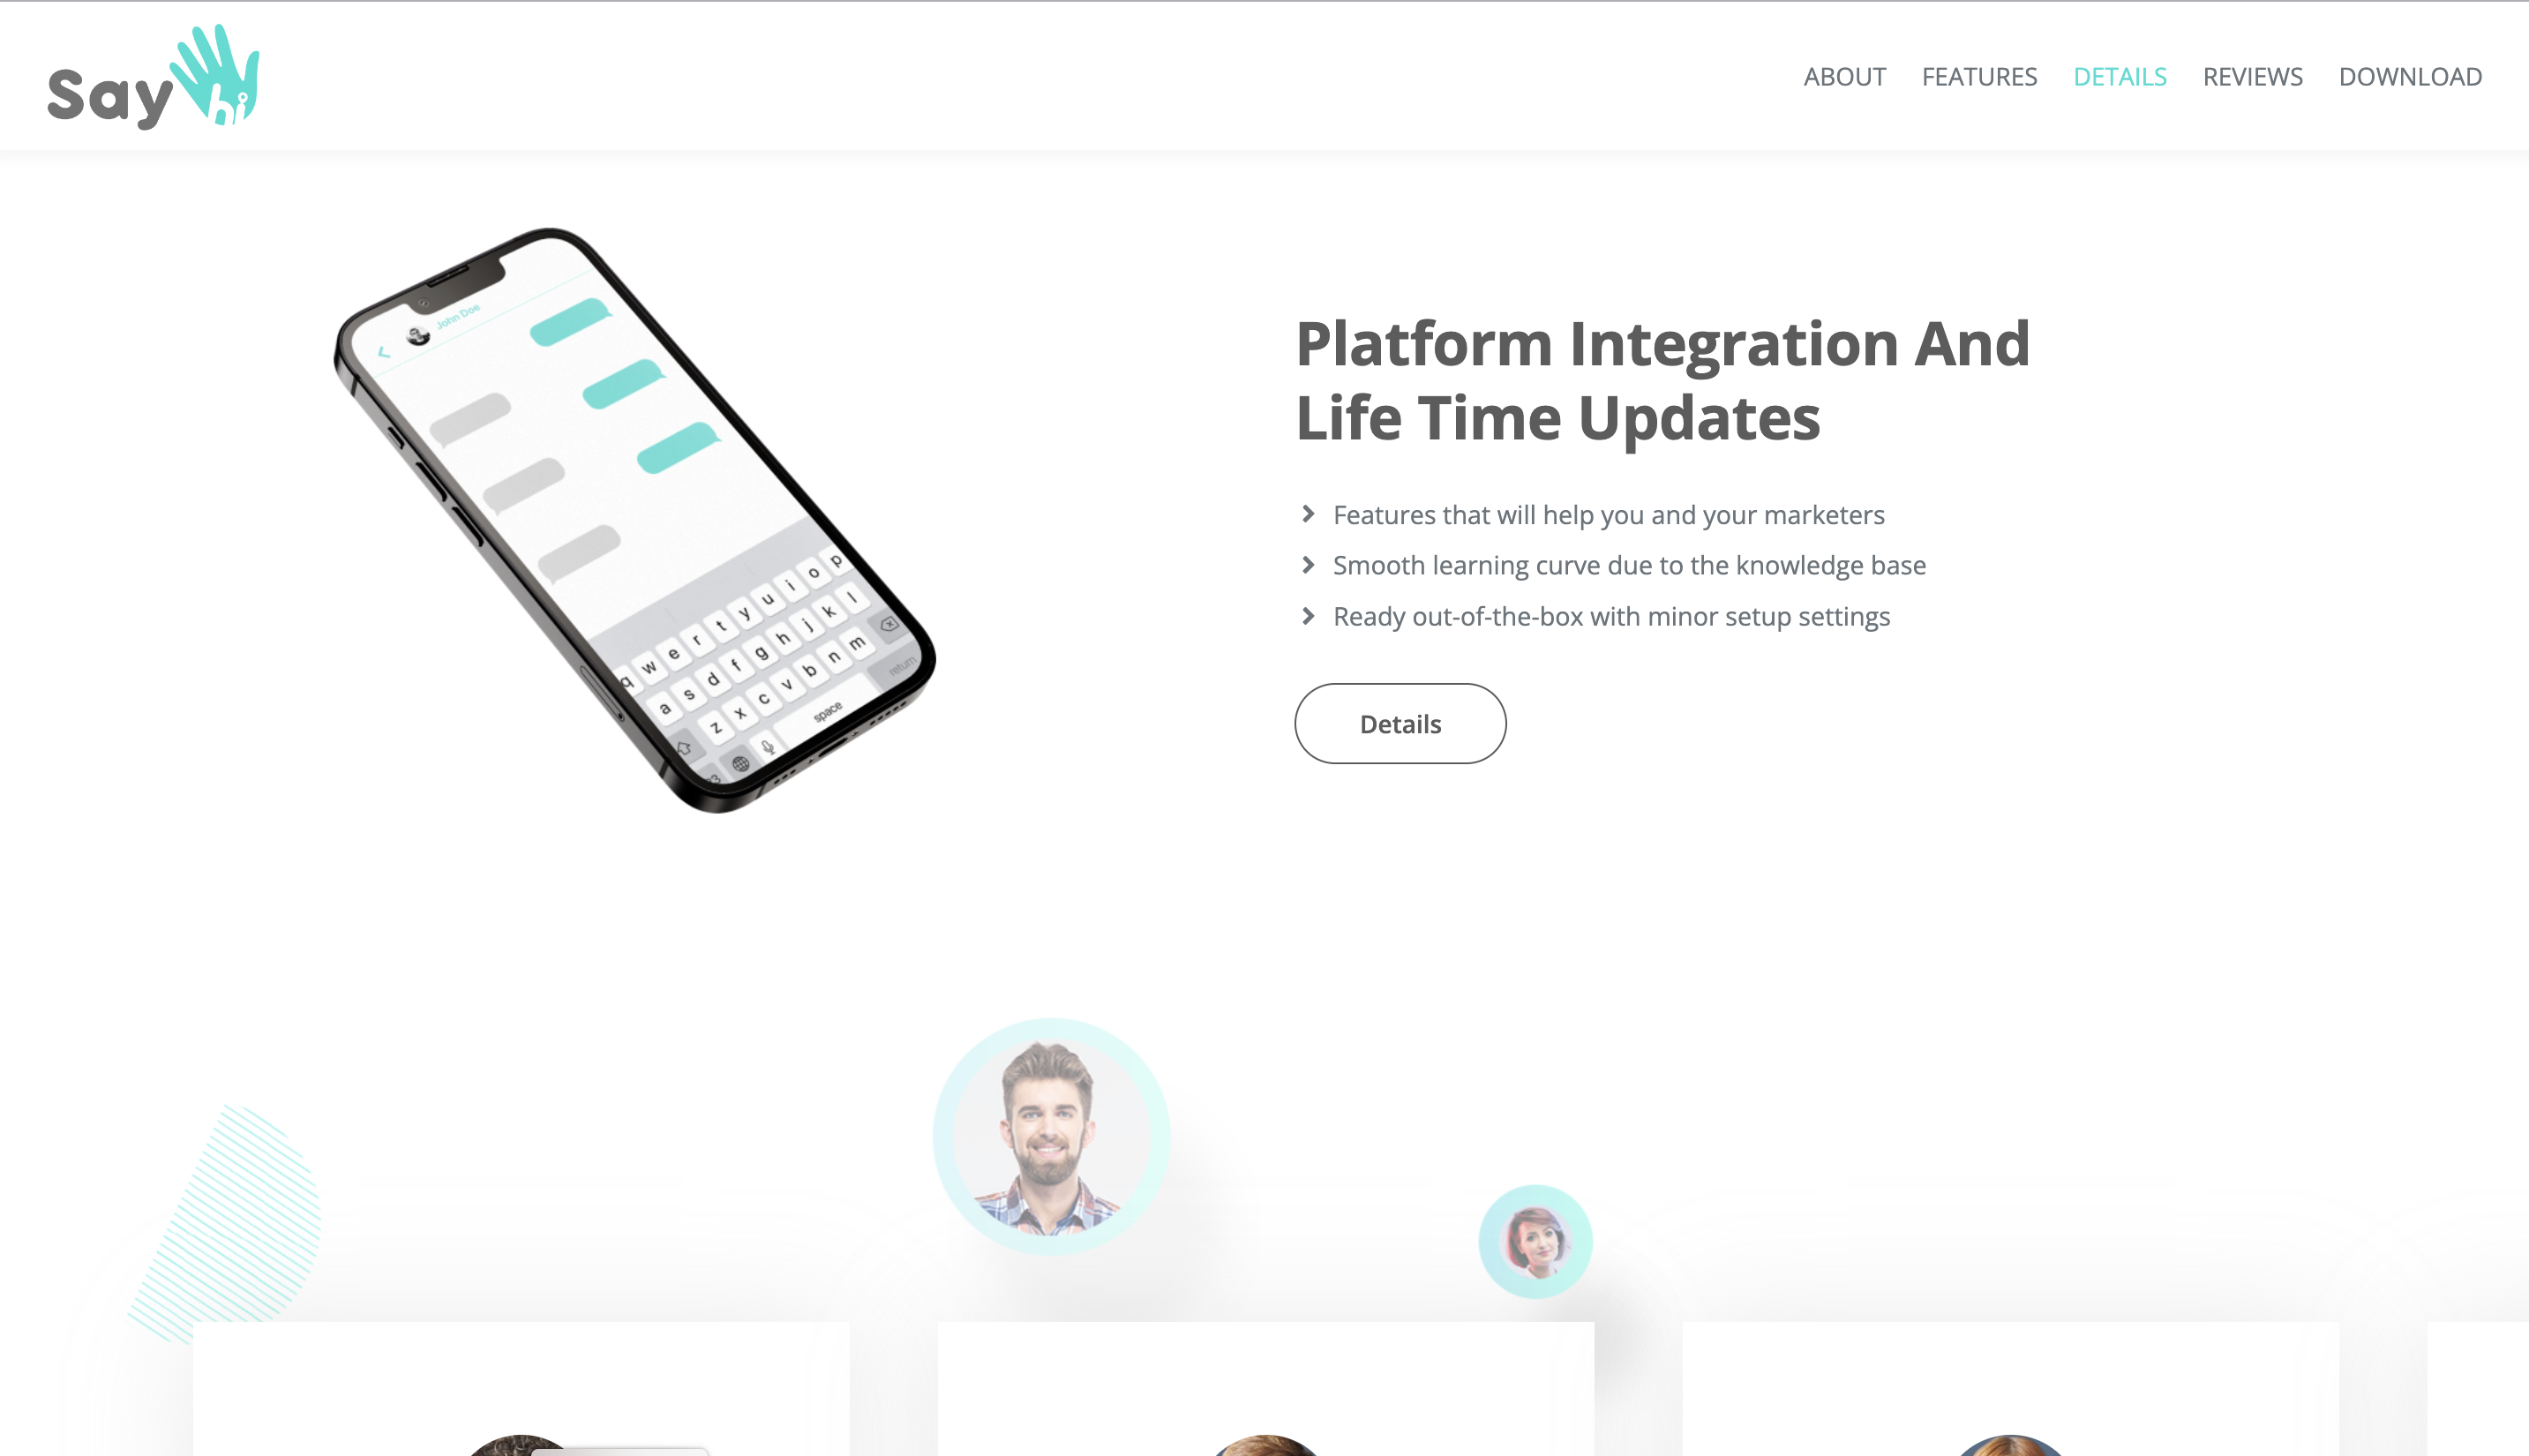 Say hi
ABOUT FEATURES DETAILS REVIEWS DOWNLOAD
John Doe
Platform Integration And
Life Time Updates
Features that will help you and your marketers
Smooth learning curve due to the knowledge base
Ready out-of-the-box with minor setup settings
Details
q w e r t y u i o p
a s d f g h j k l
z x c v b n m
space return